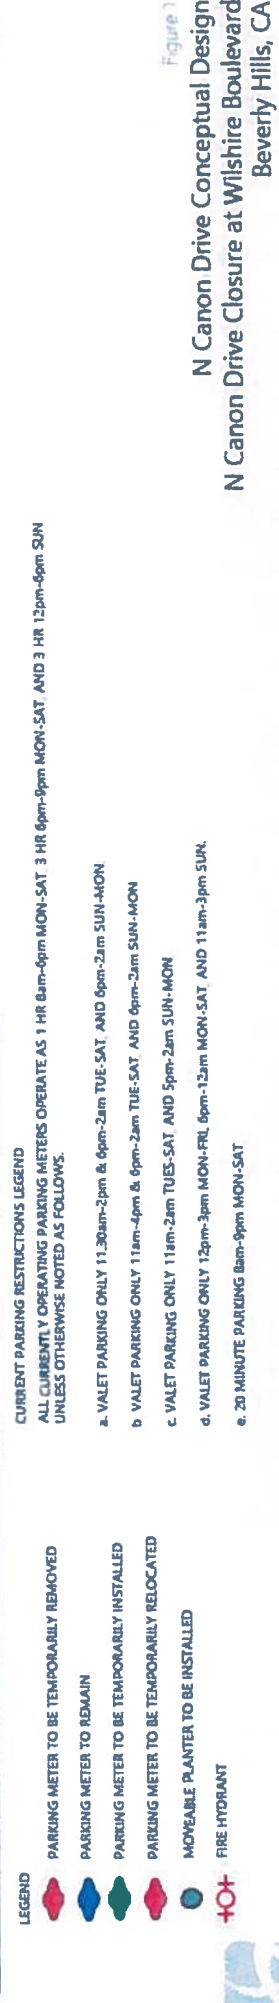 LEGEND
PARKING METER TO BE TEMPORARILY REMOVED
PARKING METER TO REMAIN
PARKING METER TO BE TEMPORARILY INSTALLED
PARKING METER TO BE TEMPORARILY RELOCATED
MOVEABLE PLANTER TO BE INSTALLED
FIRE HYDRANT
CURRENT PARKING RESTRICTIONS LEGEND
ALL CURRENTLY OPERATING PARKING METERS OPERATE AS 1 HR 8am-6pm MON-SAT, 3 HR 6pm-9pm MON-SAT, AND 3 HR 12pm-6pm SUN
UNLESS OTHERWISE NOTED AS FOLLOWS.
a. VALET PARKING ONLY 11.30am-2pm & 6pm-2am TUE-SAT, AND 6pm-2am SUN-MON.
b. VALET PARKING ONLY 11am-4pm & 6pm-2am TUE-SAT, AND 6pm-2am SUN-MON
c. VALET PARKING ONLY 11am-2am TUES-SAT, AND 5pm-2am SUN-MON
d. VALET PARKING ONLY 12pm-3pm MON-FRI, 6pm-12am MON-SAT, AND 11am-3pm SUN.
e. 20 MINUTE PARKING 8am-9pm MON-SAT
Figure 1
N Canon Drive Conceptual Design
N Canon Drive Closure at Wilshire Boulevard
Beverly Hills, CA